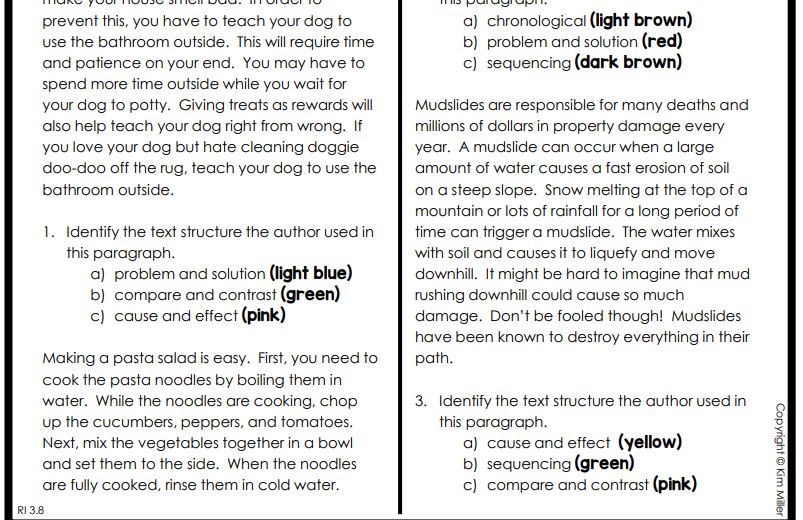 make your house smell bad. In order to
prevent this, you have to teach your dog to
use the bathroom outside. This will require time
and patience on your end. You may have to
spend more time outside while you wait for
your dog to potty. Giving treats as rewards will
also help teach your dog right from wrong. If
you love your dog but hate cleaning doggie
doo-doo off the rug, teach your dog to use the
bathroom outside.
1. Identify the text structure the author used in
this paragraph.
a) problem and solution (light blue)
b) compare and contrast (green)
c) cause and effect (pink)
Making a pasta salad is easy. First, you need to
cook the pasta noodles by boiling them in
water. While the noodles are cooking, chop
up the cucumbers, peppers, and tomatoes.
Next, mix the vegetables together in a bowl
and set them to the side. When the noodles
are fully cooked, rinse them in cold water.
RI 3.8
this paragraph.
a) chronological (light brown)
b) problem and solution (red)
c) sequencing (dark brown)
Mudslides are responsible for many deaths and
millions of dollars in property damage every
year. A mudslide can occur when a large
amount of water causes a fast erosion of soil
on a steep slope. Snow melting at the top of a
mountain or lots of rainfall for a long period of
time can trigger a mudslide. The water mixes
with soil and causes it to liquefy and move
downhill. It might be hard to imagine that mud
rushing downhill could cause so much
damage. Don't be fooled though! Mudslides
have been known to destroy everything in their
path.
3. Identify the text structure the author used in
this paragraph.
a) cause and effect (yellow)
b) sequencing (green)
c) compare and contrast (pink)
Copyright © Kim Miller